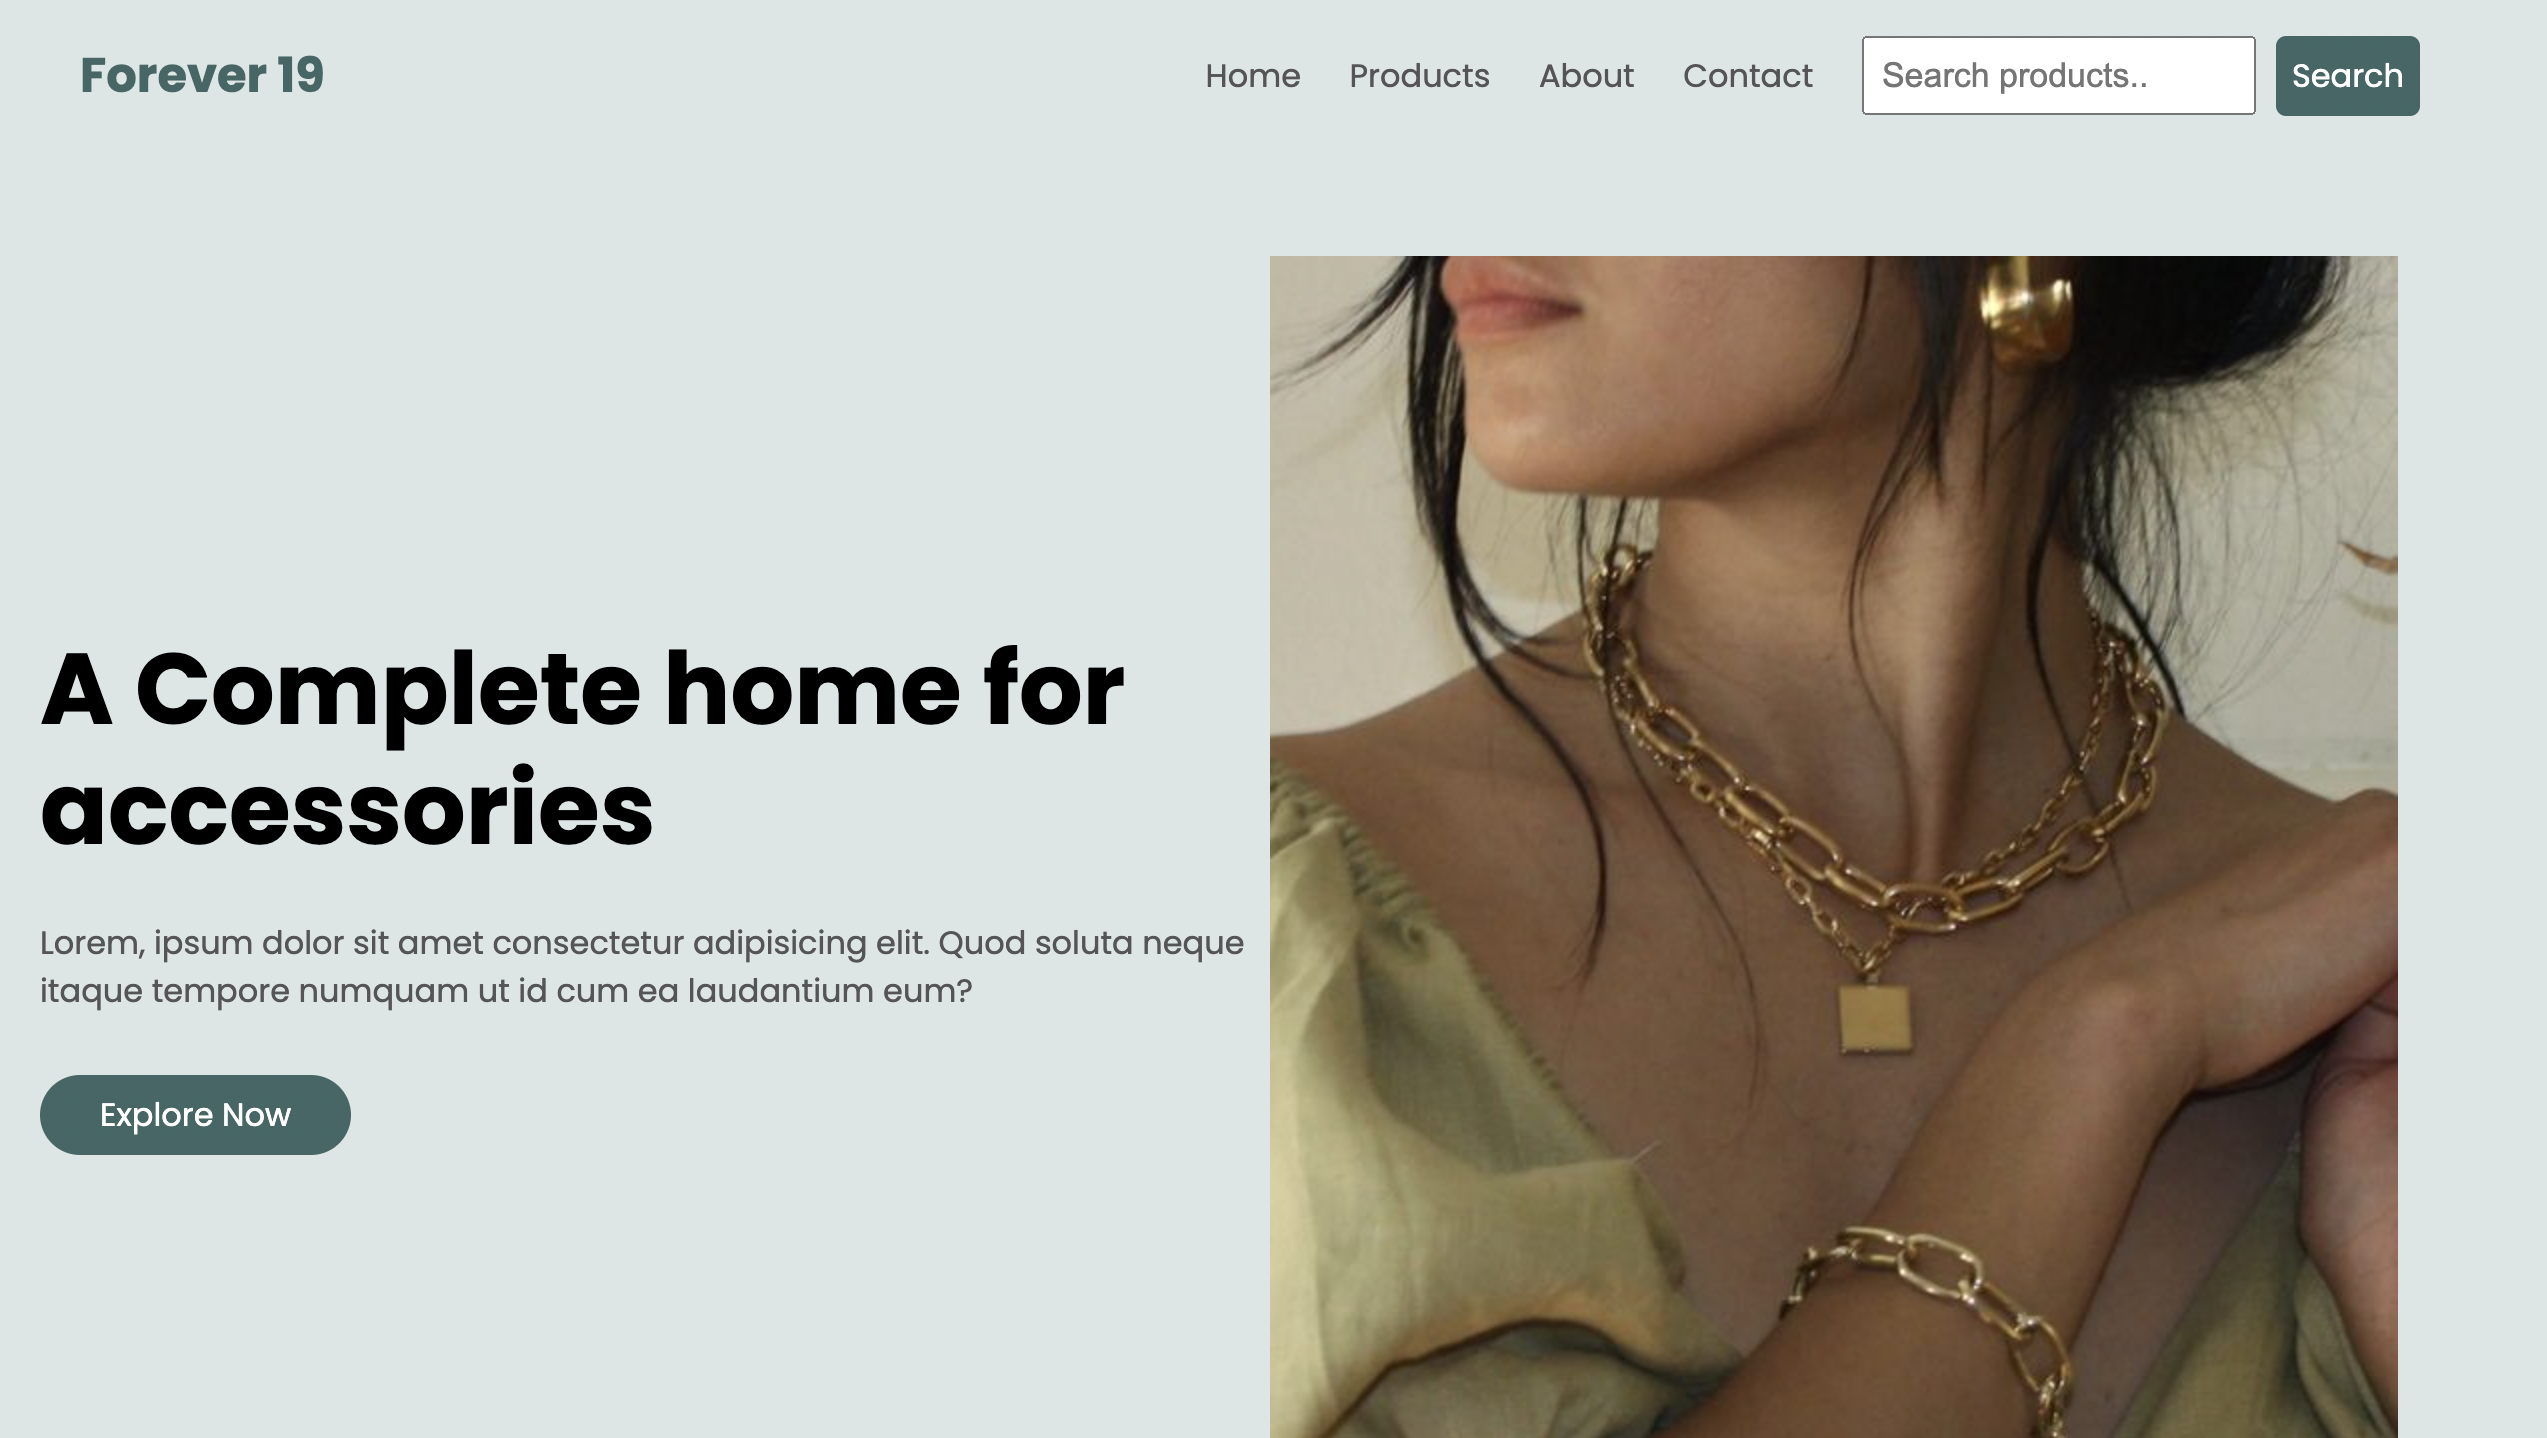 Forever 19
Home Products About Contact Search products.. Search
A Complete home for
accessories
Lorem, ipsum dolor sit amet consectetur adipisicing elit. Quod soluta neque
itaque tempore numquam ut id cum ea laudantium eum?
Explore Now